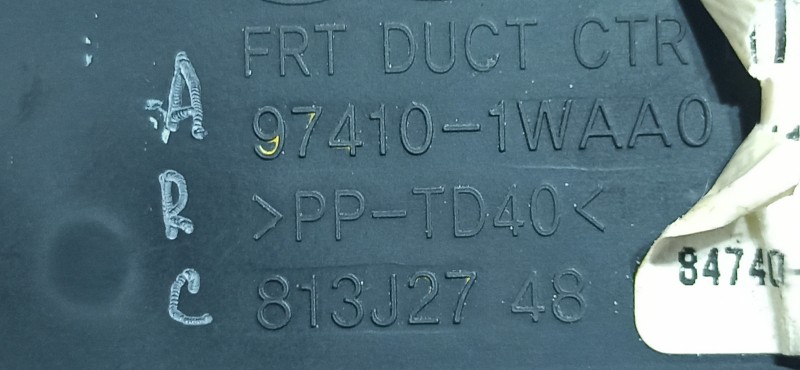 FRT DUCT CTR
A
97410-1WAA0
R
>PP-TD40<
84740-
C
813J27 48